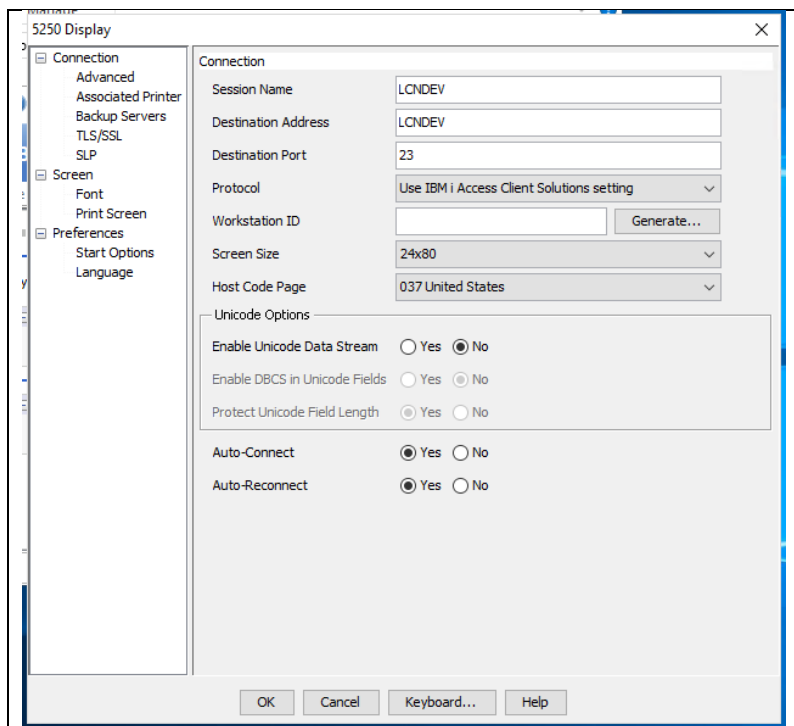 5250 Display
Connection
Advanced
Associated Printer
Backup Servers
TLS/SSL
SLP
Screen
Font
Print Screen
Preferences
Start Options
Language
Connection
Session Name LCNDEV
Destination Address LCNDEV
Destination Port 23
Protocol Use IBM i Access Client Solutions setting
Workstation ID Generate...
Screen Size 24x80
Host Code Page 037 United States
Unicode Options
Enable Unicode Data Stream Yes No
Enable DBCS in Unicode Fields Yes No
Protect Unicode Field Length Yes No
Auto-Connect Yes No
Auto-Reconnect Yes No
OK Cancel Keyboard... Help